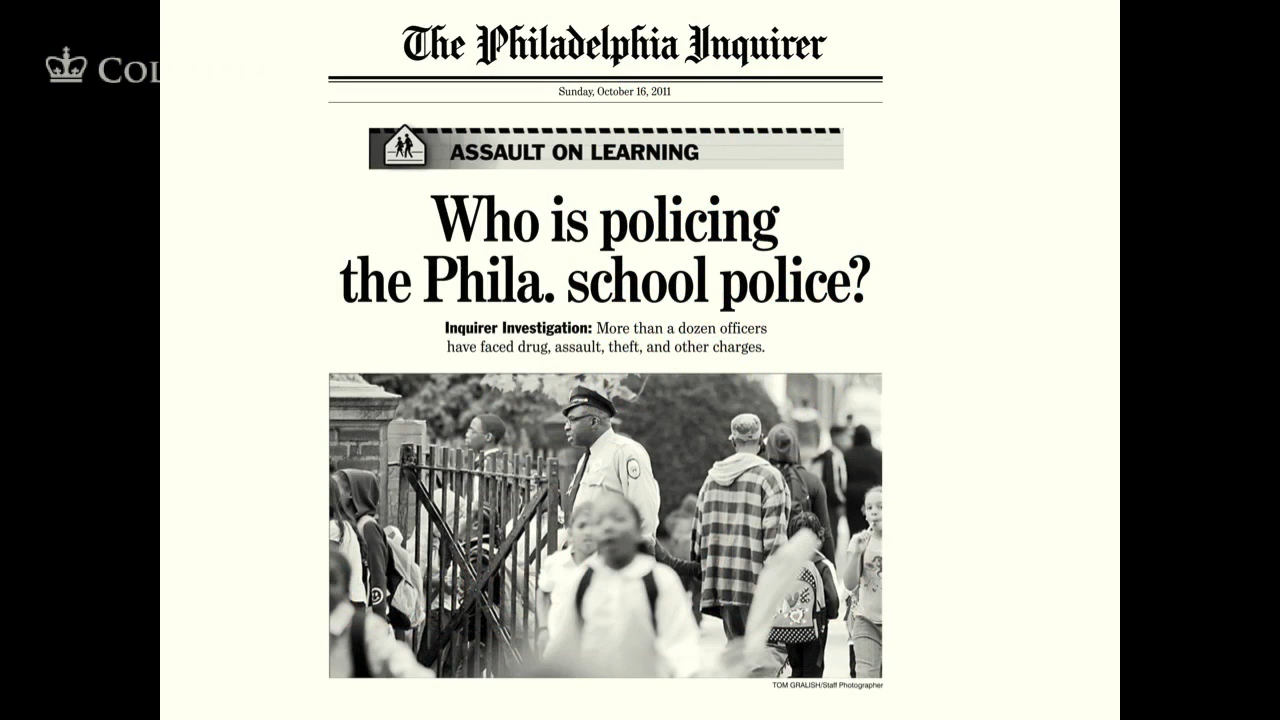 The Philadelphia Inquirer
Sunday, October 16, 2011
ASSAULT ON LEARNING
Who is policing
the Phila. school police?
Inquirer Investigation: More than a dozen officers
have faced drug, assault, theft, and other charges.
TOM GRALISH/Staff Photographer